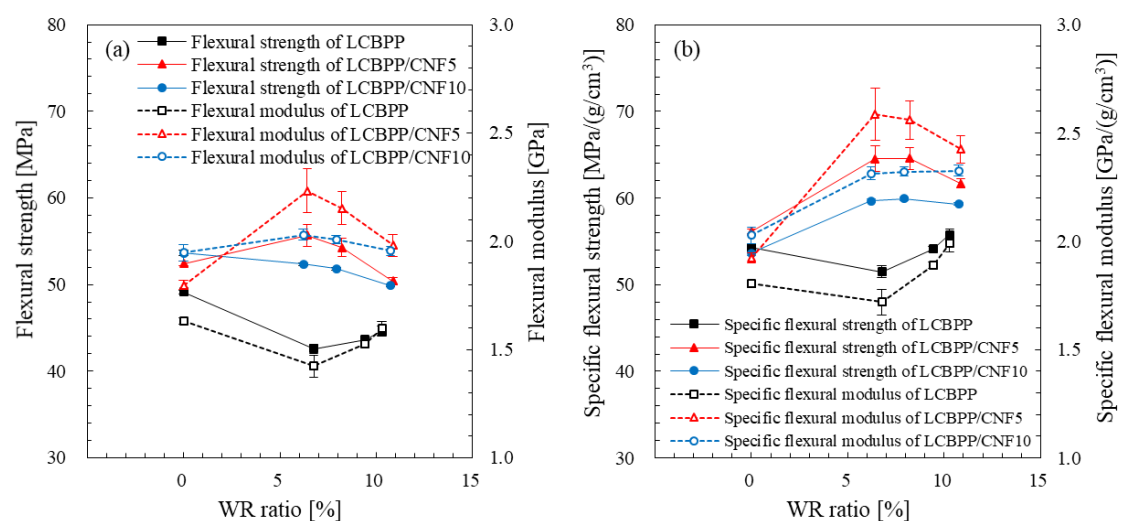 (a)
Flexural strength of LCBPP
Flexural strength of LCBPP/CNF5
Flexural strength of LCBPP/CNF10
Flexural modulus of LCBPP
Flexural modulus of LCBPP/CNF5
Flexural modulus of LCBPP/CNF10
Flexural strength [MPa]
80
70
60
50
40
30
Flexural modulus [GPa]
3.0
2.5
2.0
1.5
1.0
0
5
10
15
WR ratio [%]
(b)
Specific flexural strength [MPa/(g/cm³)]
80
70
60
50
40
30
Specific flexural modulus [GPa/(g/cm³)]
3.0
2.5
2.0
1.5
1.0
Specific flexural strength of LCBPP
Specific flexural strength of LCBPP/CNF5
Specific flexural strength of LCBPP/CNF10
Specific flexural modulus of LCBPP
Specific flexural modulus of LCBPP/CNF5
Specific flexural modulus of LCBPP/CNF10
0
5
10
15
WR ratio [%]